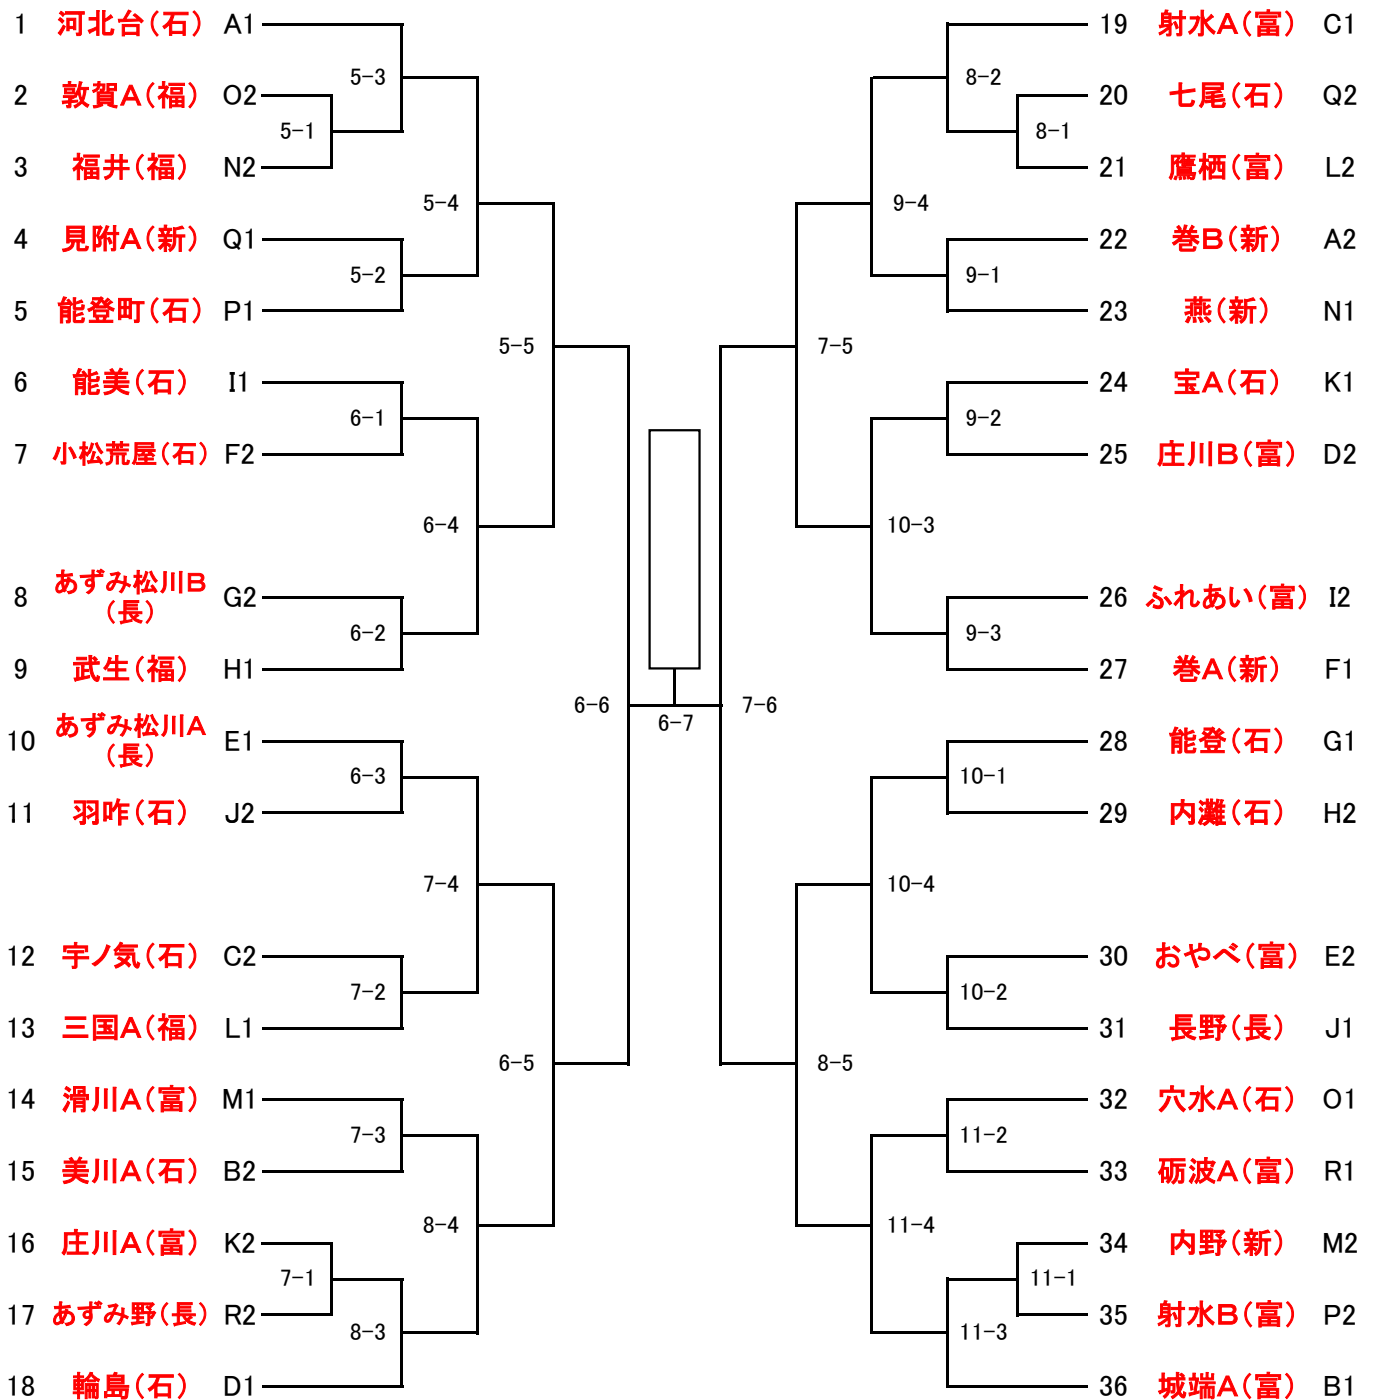 1 河北台(石) A1
5-3
2 敦賀A(福) O2
5-1
3 福井(福) N2
5-4
4 見附A(新) Q1
5-2
5 能登町(石) P1
5-5
6 能美(石) I1
6-1
7 小松荒屋(石) F2
6-4
8 あずみ松川B
(長) G2
6-2
9 武生(福) H1
6-6
10 あずみ松川A
(長) E1
6-3
11 羽咋(石) J2
7-4
12 宇ノ気(石) C2
7-2
13 三国A(福) L1
6-5
14 滑川A(富) M1
7-3
15 美川A(石) B2
8-4
16 庄川A(富) K2
7-1
17 あずみ野(長) R2
8-3
18 輪島(石) D1
6-7
19 射水A(富) C1
8-2
20 七尾(石) Q2
8-1
21 鷹栖(富) L2
9-4
22 巻B(新) A2
9-1
23 燕(新) N1
7-5
24 宝A(石) K1
9-2
25 庄川B(富) D2
10-3
26 ふれあい(富) I2
9-3
27 巻A(新) F1
7-6
28 能登(石) G1
10-1
29 内灘(石) H2
10-4
30 おやべ(富) E2
10-2
31 長野(長) J1
8-5
32 穴水A(石) O1
11-2
33 砺波A(富) R1
11-4
34 内野(新) M2
11-1
35 射水B(富) P2
11-3
36 城端A(富) B1